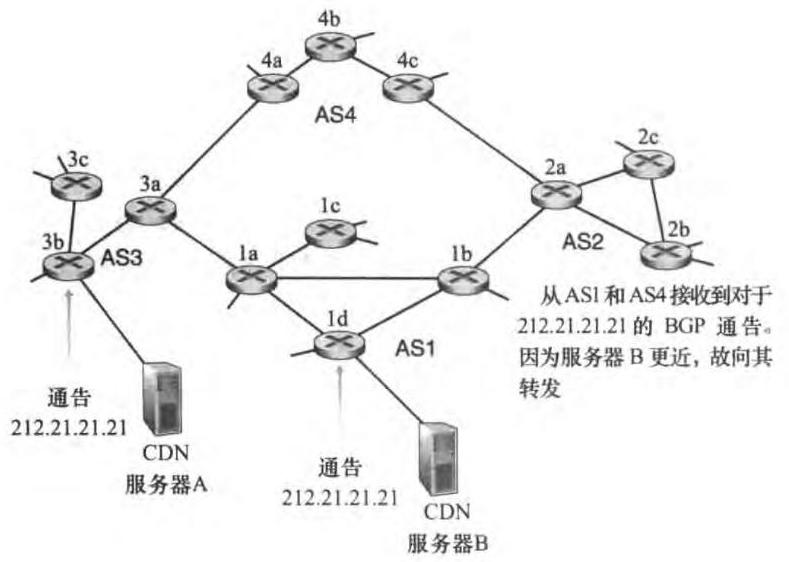 4b
4a
4c
AS4
3c
3a
2c
2a
1c
3b
AS3
1a
1b
AS2
2b
从AS1和AS4接收到对于
212.21.21.21的 BGP 通告。
因为服务器 B 更近，故向其
转发
1d
AS1
通告
212.21.21.21
CDN
服务器A
通告
212.21.21.21
CDN
服务器B